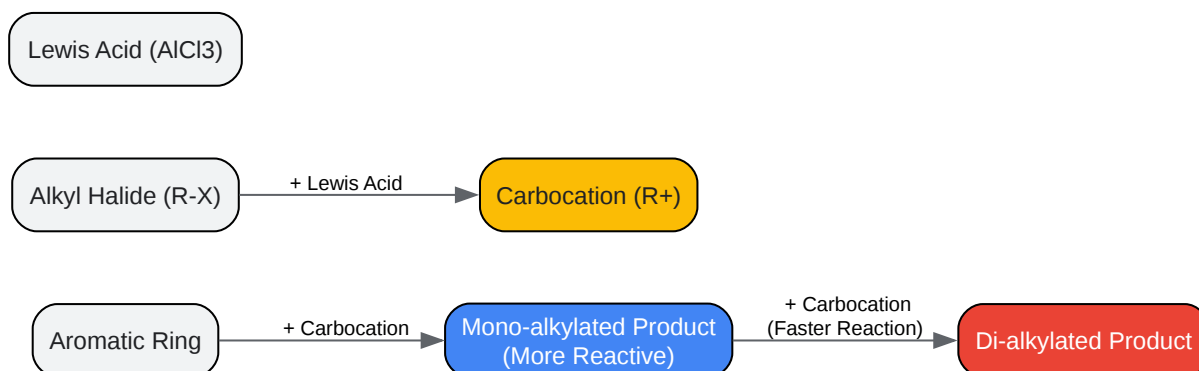 Lewis Acid (AlCl3)
Alkyl Halide (R-X)
+ Lewis Acid
Carbocation (R+)
Aromatic Ring
+ Carbocation
Mono-alkylated Product
(More Reactive)
+ Carbocation
(Faster Reaction)
Di-alkylated Product